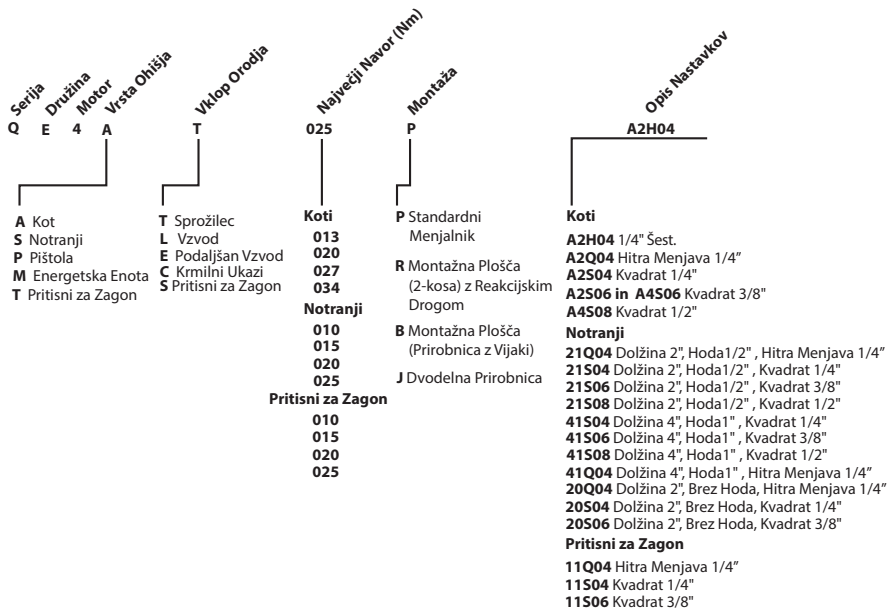 Serija
Družina
Motor
Vrsta Ohišja
Vklop Orodja
Največji Navor (Nm)
Montaža
Opis Nastavkov
Q E 4 A T 025 P A2H04
A Kot
S Notranji
P Pištola
M Energetska Enota
T Pritisni za Zagon
T Sprožilec
L Vzvod
E Podaljšan Vzvod
C Krmilni Ukazi
S Pritisni za Zagon
Koti
013
020
027
034
Notranji
010
015
020
025
Pritisni za Zagon
010
015
020
025
P Standardni
Menjalnik
R Montažna Plošča
(2-kosa) z Reakcijskim
Drogom
B Montažna Plošča
(Prirobnica z Vijaki)
J Dvodelna Prirobnica
Koti
A2H04 1/4" Šest.
A2Q04 Hitra Menjava 1/4”
A2S04 Kvadrat 1/4"
A2S06 in A4S06 Kvadrat 3/8"
A4S08 Kvadrat 1/2"
Notranji
21Q04 Dolžina 2", Hoda1/2" , Hitra Menjava 1/4”
21S04 Dolžina 2", Hoda1/2" , Kvadrat 1/4"
21S06 Dolžina 2", Hoda1/2" , Kvadrat 3/8"
21S08 Dolžina 2", Hoda1/2" , Kvadrat 1/2"
41S04 Dolžina 4", Hoda1" , Kvadrat 1/4"
41S06 Dolžina 4", Hoda1" , Kvadrat 3/8"
41S08 Dolžina 4", Hoda1" , Kvadrat 1/2"
41Q04 Dolžina 4", Hoda1" , Hitra Menjava 1/4”
20Q04 Dolžina 2", Brez Hoda, Hitra Menjava 1/4”
20S04 Dolžina 2", Brez Hoda, Kvadrat 1/4"
20S06 Dolžina 2", Brez Hoda, Kvadrat 3/8"
Pritisni za Zagon
11Q04 Hitra Menjava 1/4”
11S04 Kvadrat 1/4"
11S06 Kvadrat 3/8"